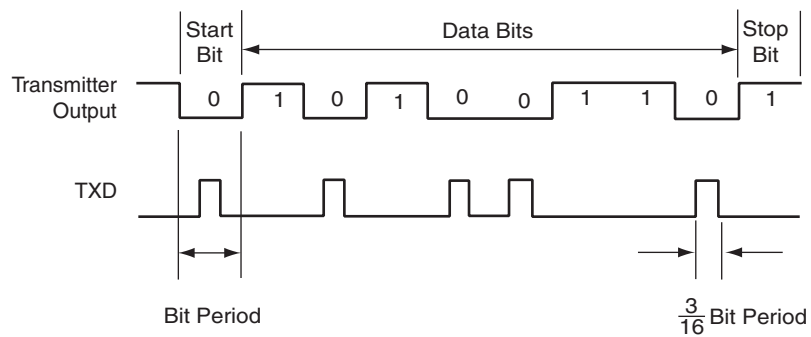 Start
Bit
Data Bits
Stop
Bit
Transmitter
Output
0 1 0 1 0 0 1 1 0 1
TXD
Bit Period
3
16 Bit Period